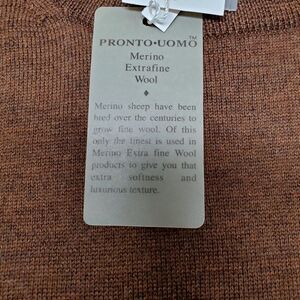 PRONTO•UOMO™
Merino
Extrafine
Wool
♦
Merino sheep have been
bred over the centuries to
grow fine wool. Of this
only the finest is used in
Merino Extra fine Wool
products to give you that
extra softness and
luxurious texture.